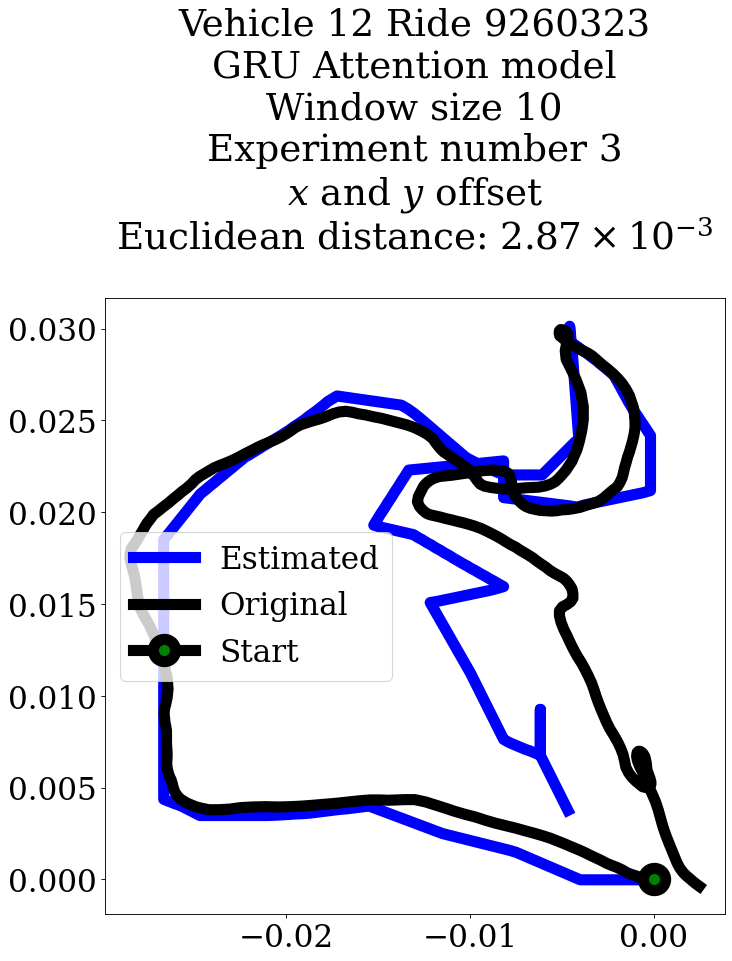 Vehicle 12 Ride 9260323
GRU Attention model
Window size 10
Experiment number 3
x and y offset
Euclidean distance: 2.87 × 10⁻³
0.030
0.025
0.020
0.015
0.010
0.005
0.000
Estimated
Original
Start
−0.02 −0.01 0.00